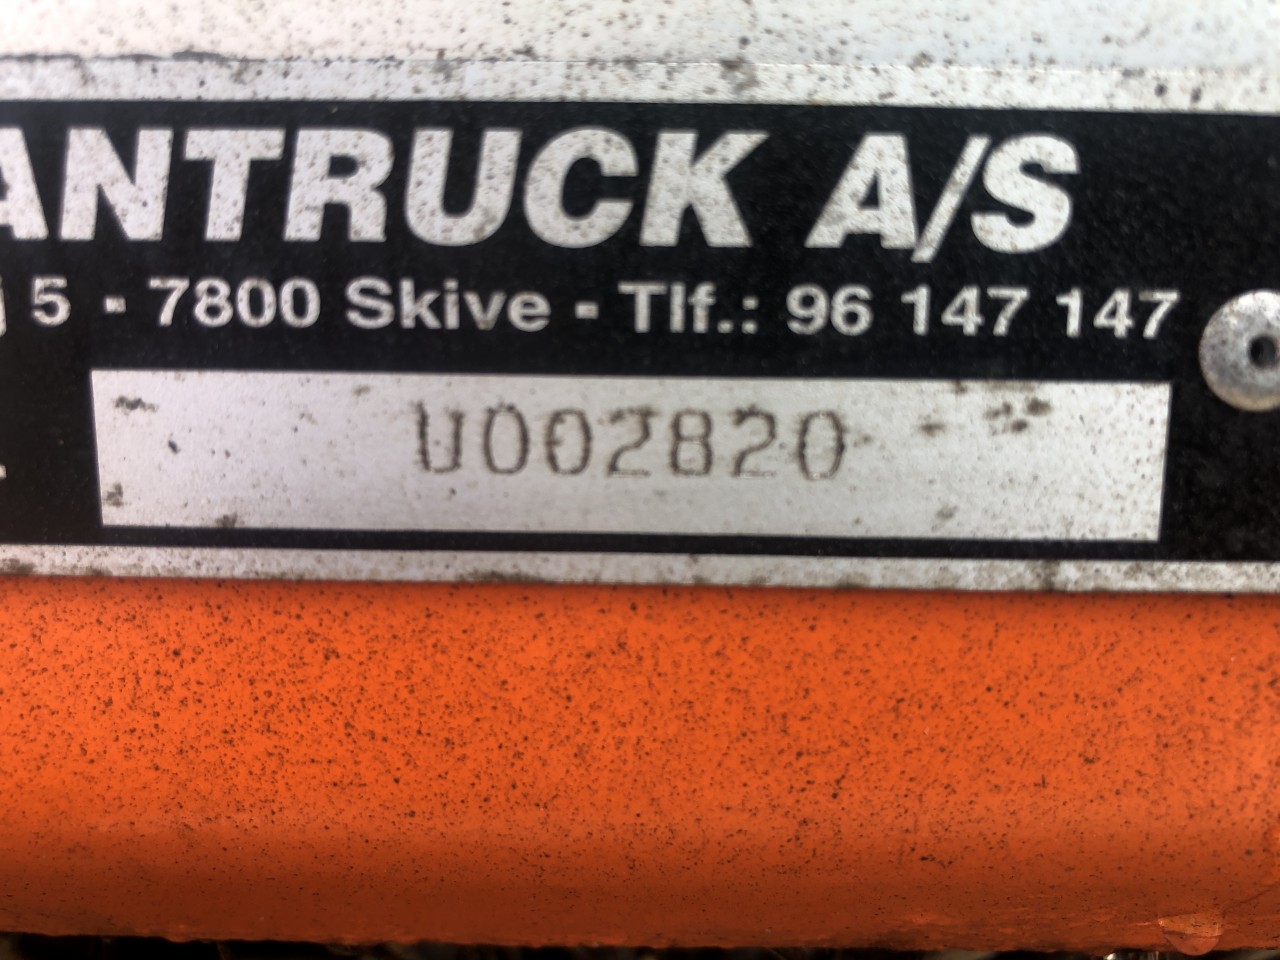 ANTRUCK A/S
5 - 7800 Skive - Tlf.: 96 147 147
U002820